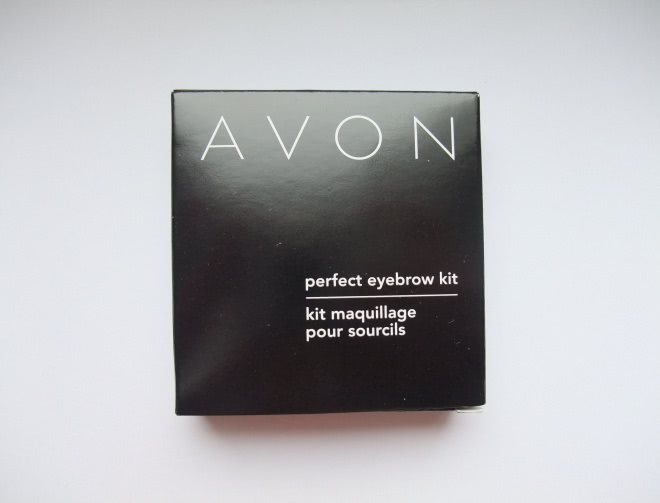 AVON
perfect eyebrow kit
kit maquillage
pour sourcils